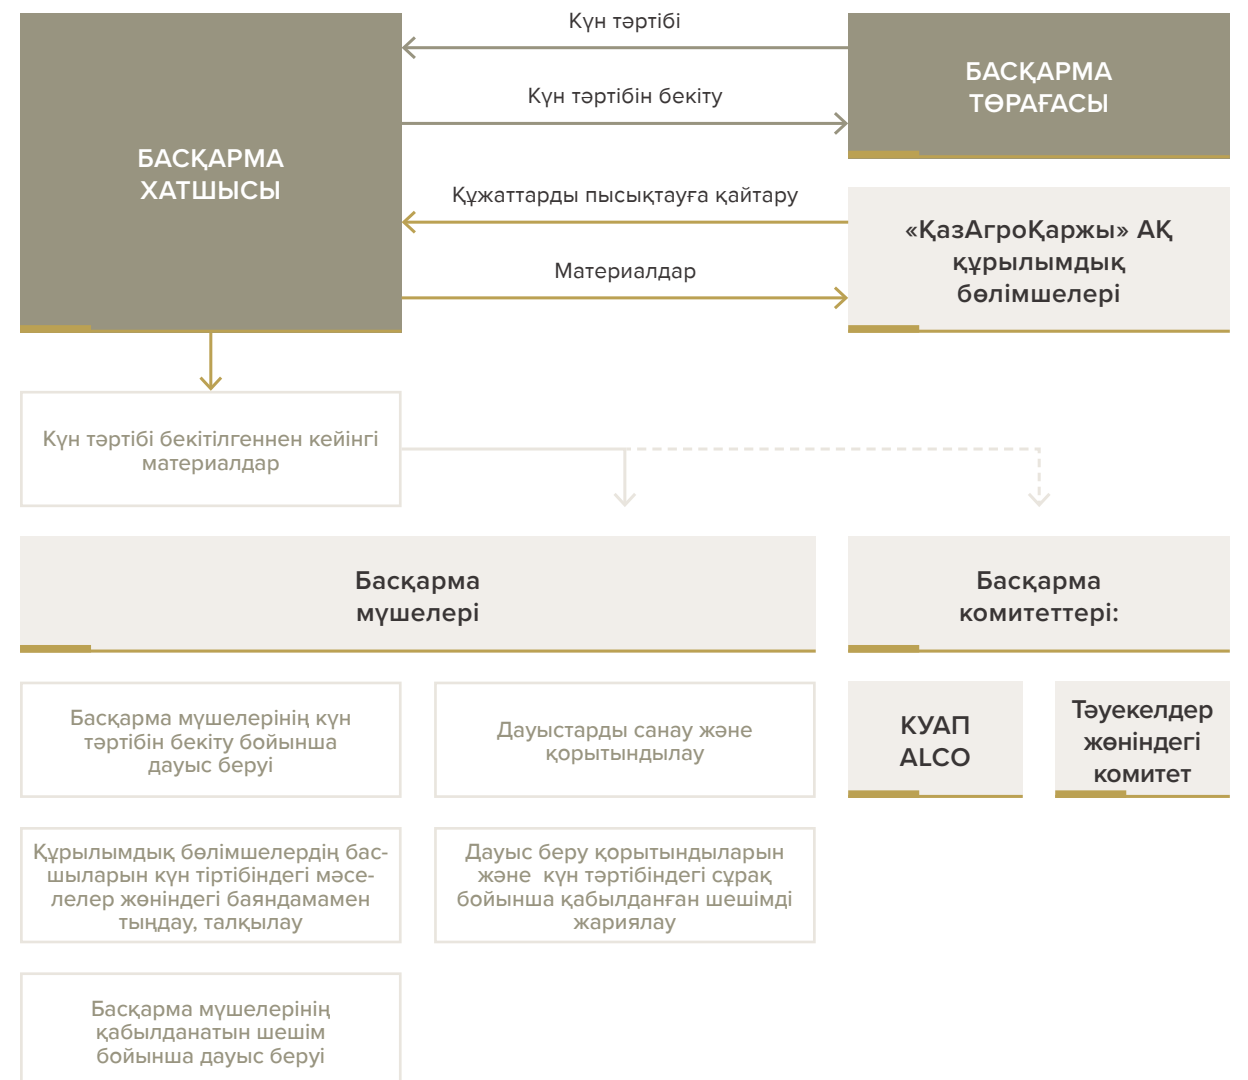 Күн тәртібі
БАСҚАРМА
ТӨРАҒАСЫ
Күн тәртібін бекіту
БАСҚАРМА
ХАТШЫСЫ
Құжаттарды пысықтауға қайтару
«ҚазАгроҚаржы» АҚ
құрылымдық
бөлімшелері
Материалдар
Күн тәртібі бекітілгеннен кейінгі
материалдар
Басқарма
мүшелері
Басқарма
комитеттері:
Басқарма мүшелерінің күн
тәртібін бекіту бойынша
дауыс беруі
Дауыстарды санау және
қорытындылау
КУАП
ALCO
Тәуекелдер
жөніндегі
комитет
Құрылымдық бөлімшелердің бас-
шыларын күн тіртібіндегі мәсе-
лелер жөніндегі баяндамамен
тыңдау, талқылау
Дауыс беру қорытындыларын
және күн тәртібіндегі сұрақ
бойынша қабылданған шешімді
жариялау
Басқарма мүшелерінің
қабылданатын шешім
бойынша дауыс беруі